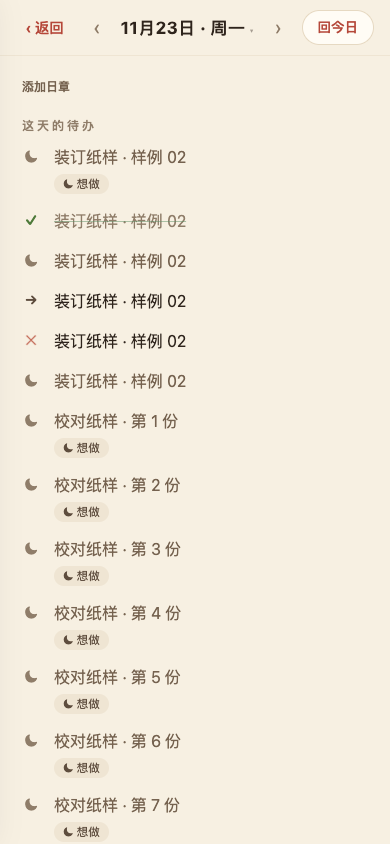 ‹ 返回 ‹ 11月23日 · 周一 · › 回今日
添加日章
这天的待办
装订纸样 · 样例 02
想做
装订纸样 · 样例 02
装订纸样 · 样例 02
装订纸样 · 样例 02
装订纸样 · 样例 02
装订纸样 · 样例 02
校对纸样 · 第 1 份
想做
校对纸样 · 第 2 份
想做
校对纸样 · 第 3 份
想做
校对纸样 · 第 4 份
想做
校对纸样 · 第 5 份
想做
校对纸样 · 第 6 份
想做
校对纸样 · 第 7 份
想做